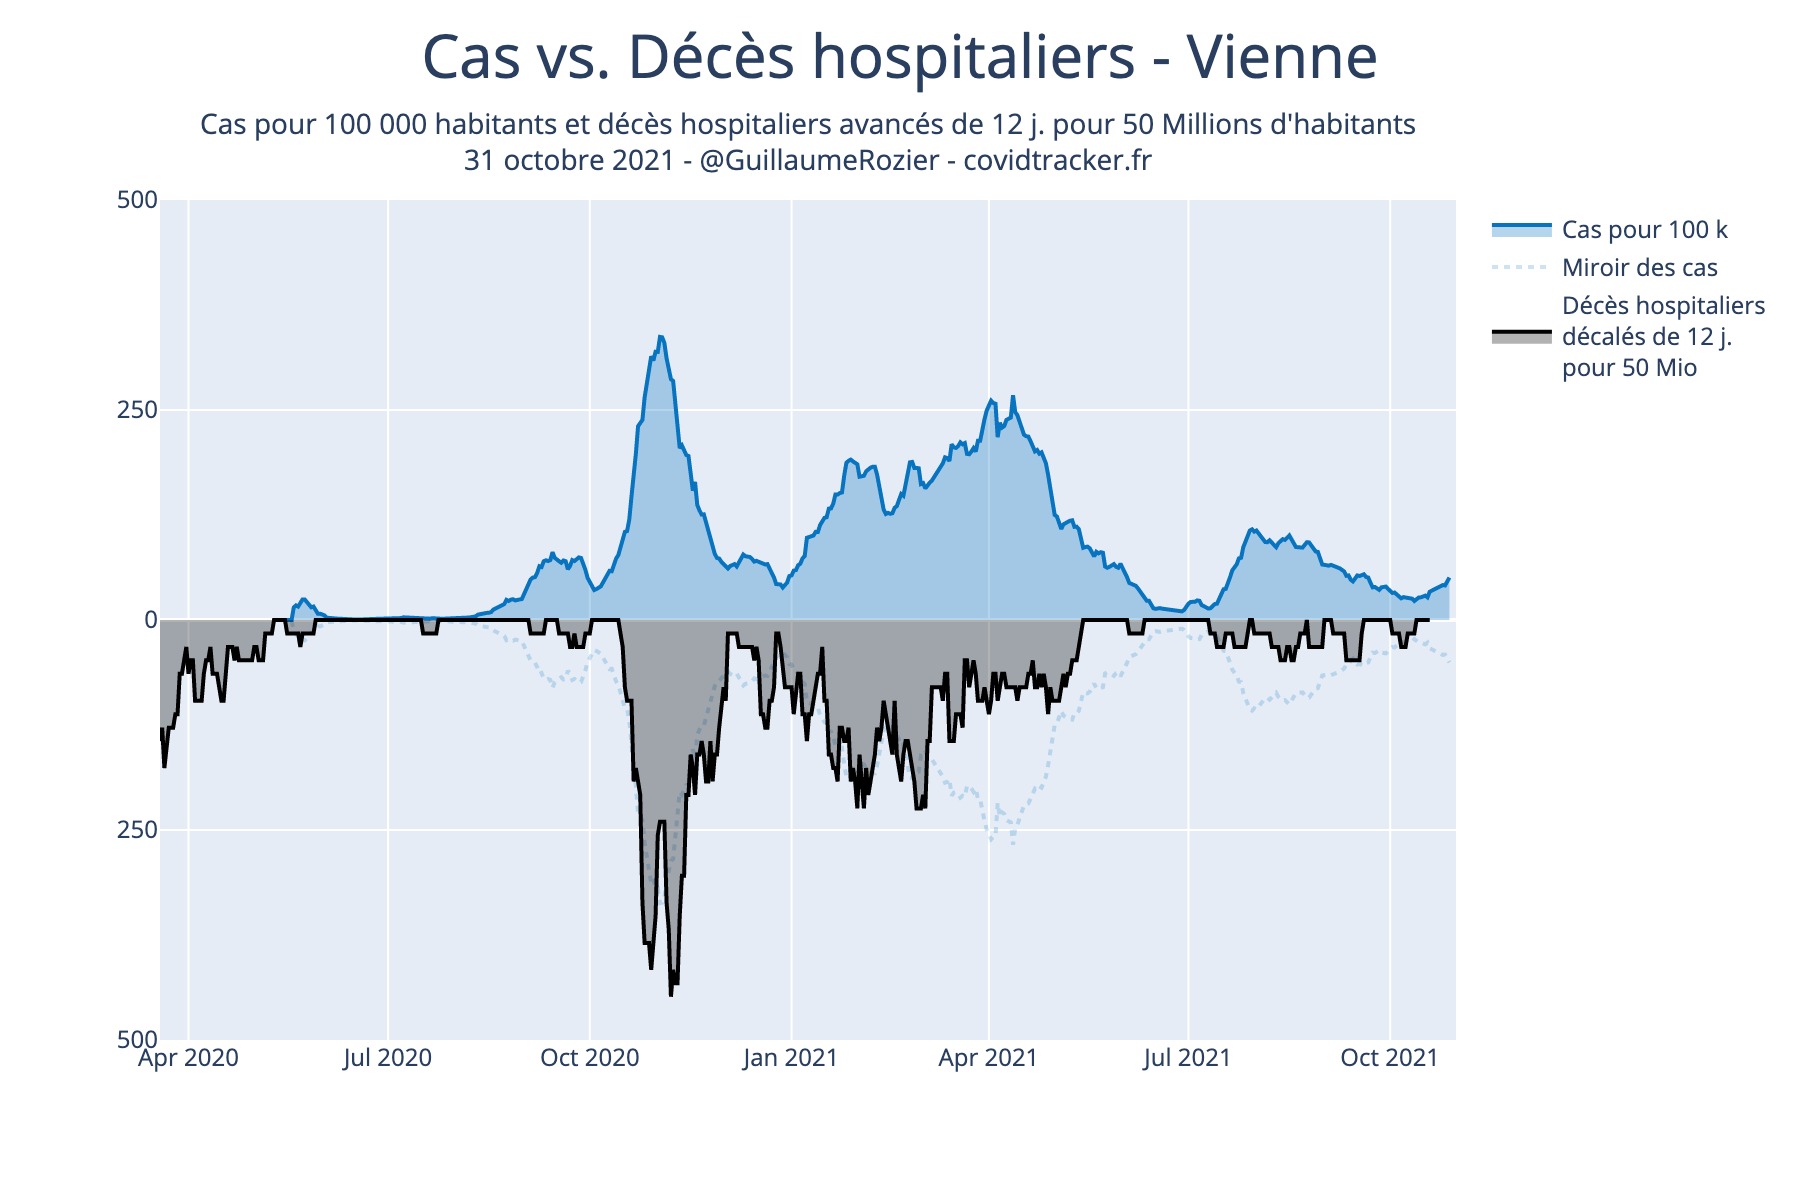 Cas vs. Décès hospitaliers - Vienne
Cas pour 100 000 habitants et décès hospitaliers avancés de 12 j. pour 50 Millions d'habitants
31 octobre 2021 - @GuillaumeRozier - covidtracker.fr
500
250
0
250
500
Apr 2020
Jul 2020
Oct 2020
Jan 2021
Apr 2021
Jul 2021
Oct 2021
Cas pour 100 k
Miroir des cas
Décès hospitaliers
décalés de 12 j.
pour 50 Mio